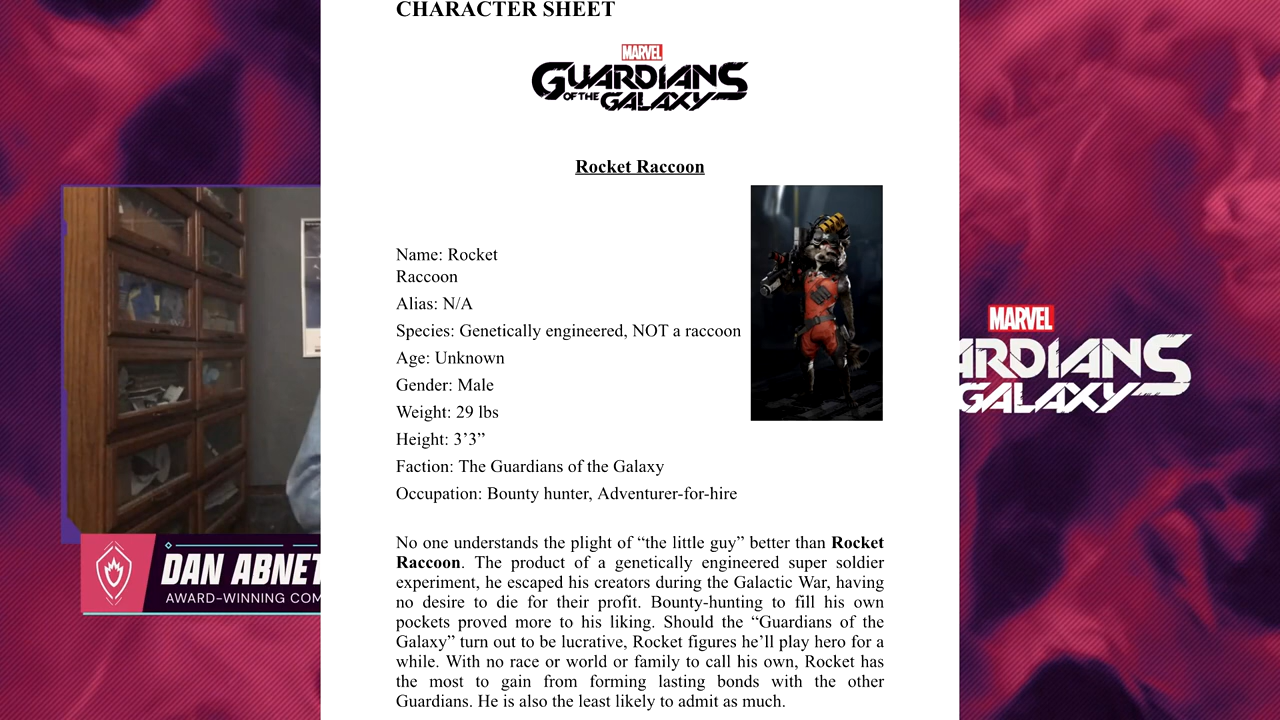 CHARACTER SHEET
MARVEL
GUARDIANS
OF THE GALAXY
Rocket Raccoon
Name: Rocket
Raccoon
Alias: N/A
Species: Genetically engineered, NOT a raccoon
Age: Unknown
Gender: Male
Weight: 29 lbs
Height: 3’3”
Faction: The Guardians of the Galaxy
Occupation: Bounty hunter, Adventurer-for-hire
No one understands the plight of “the little guy” better than Rocket
Raccoon. The product of a genetically engineered super soldier
experiment, he escaped his creators during the Galactic War, having
no desire to die for their profit. Bounty-hunting to fill his own
pockets proved more to his liking. Should the “Guardians of the
Galaxy” turn out to be lucrative, Rocket figures he’ll play hero for a
while. With no race or world or family to call his own, Rocket has
the most to gain from forming lasting bonds with the other
Guardians. He is also the least likely to admit as much.
DAN ABNET
AWARD-WINNING COM
MARVEL
ARDIANS
GALAXY